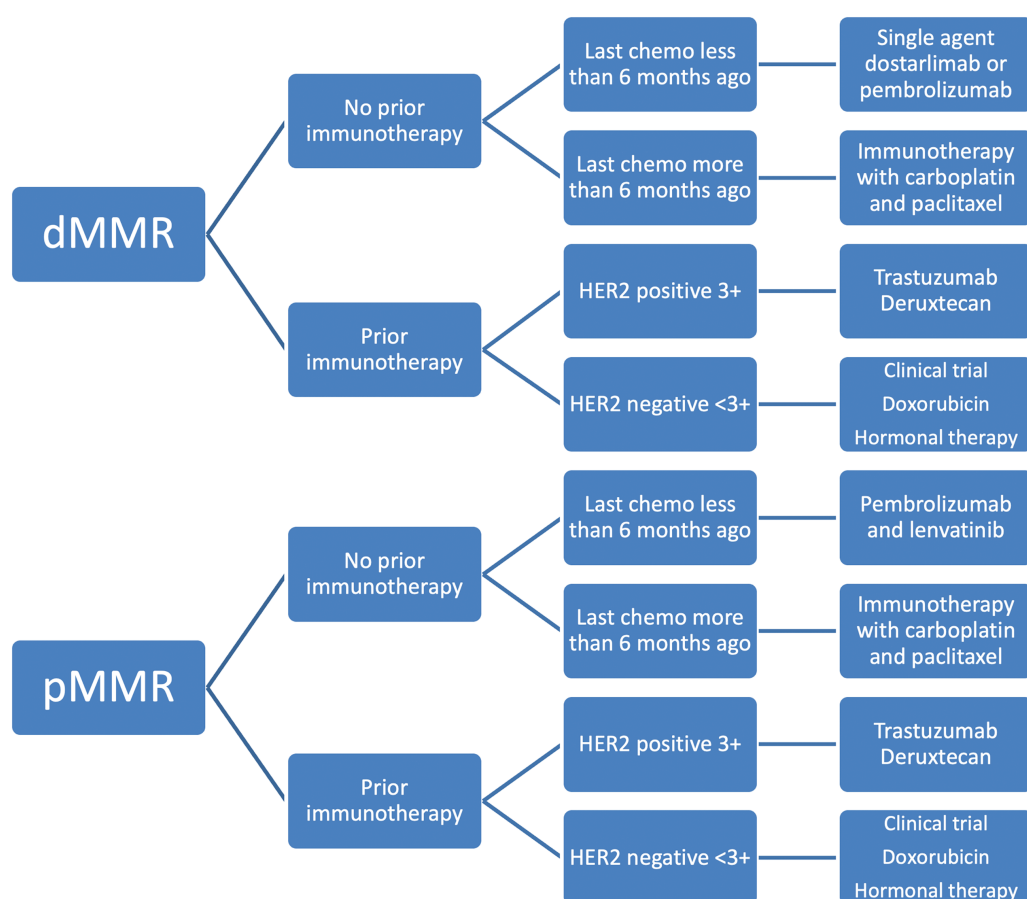 dMMR
No prior
immunotherapy
Last chemo less
than 6 months ago
Single agent
dostarlimab or
pembrolizumab
Last chemo more
than 6 months ago
Immunotherapy
with carboplatin
and paclitaxel
Prior
immunotherapy
HER2 positive 3+
Trastuzumab
Deruxtecan
HER2 negative <3+
Clinical trial
Doxorubicin
Hormonal therapy
pMMR
No prior
immunotherapy
Last chemo less
than 6 months ago
Pembrolizumab
and lenvatinib
Last chemo more
than 6 months ago
Immunotherapy
with carboplatin
and paclitaxel
Prior
immunotherapy
HER2 positive 3+
Trastuzumab
Deruxtecan
HER2 negative <3+
Clinical trial
Doxorubicin
Hormonal therapy